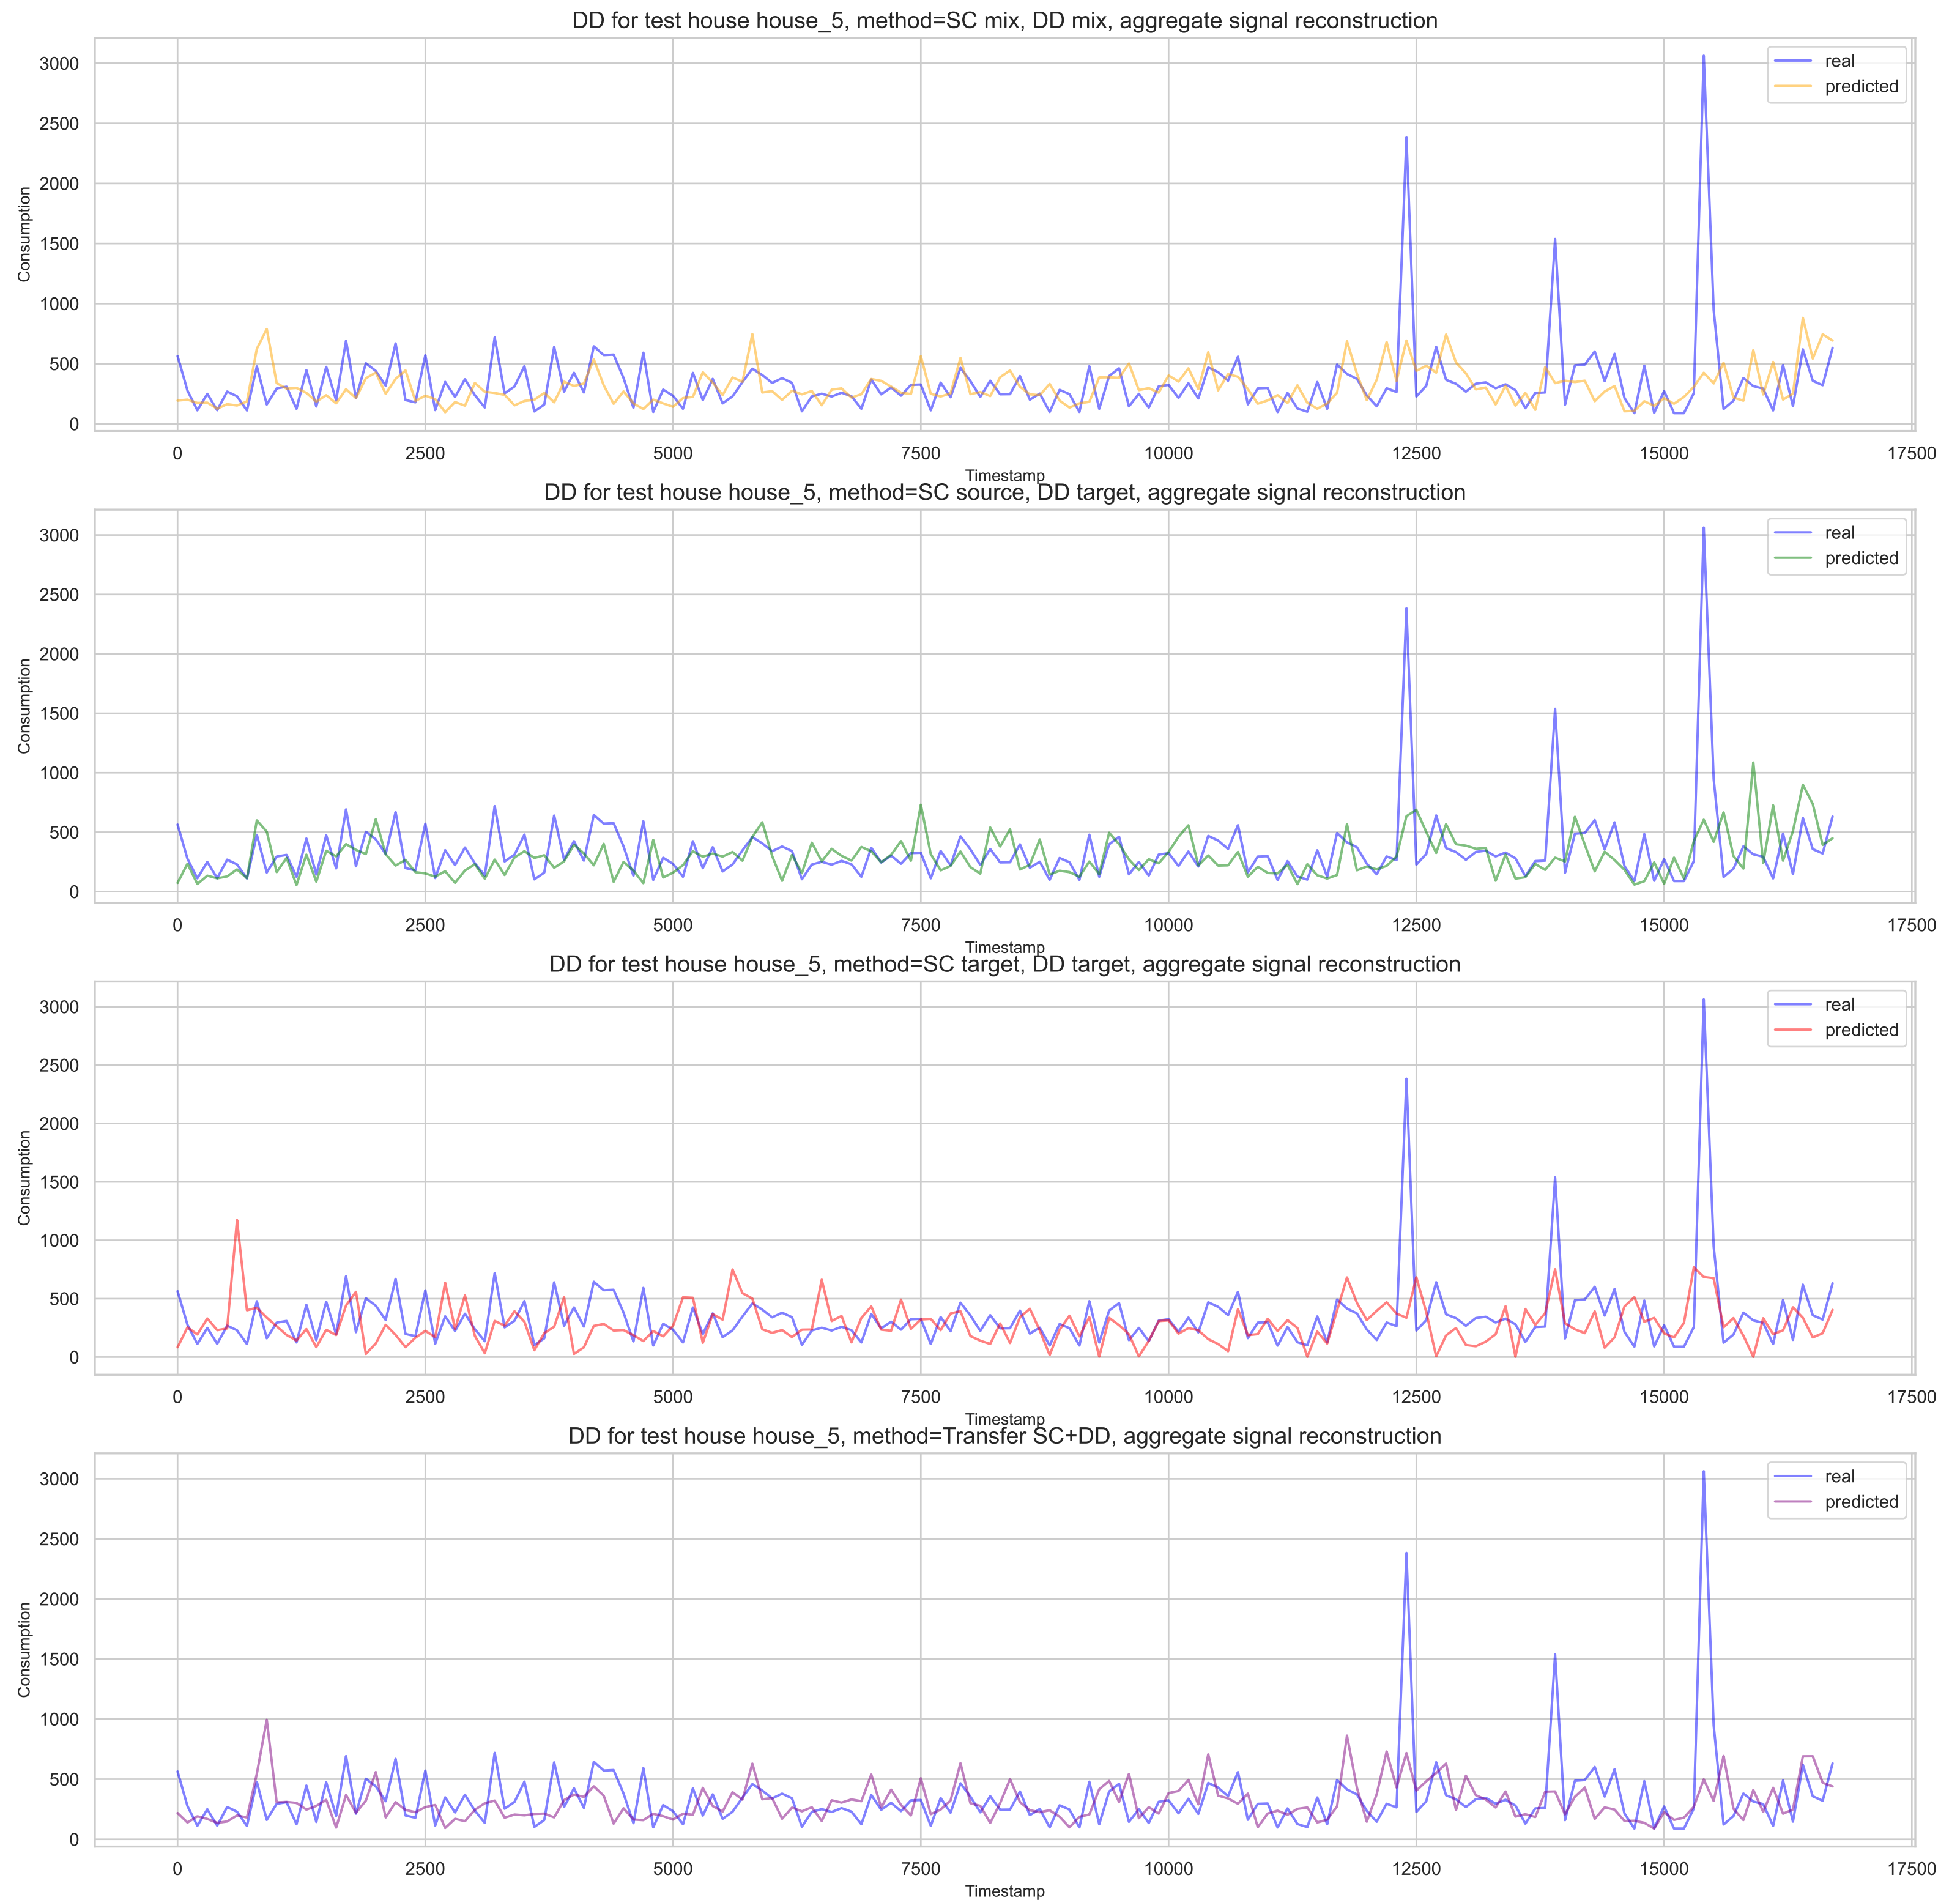 DD for test house house_5, method=SC mix, DD mix, aggregate signal reconstruction
3000
2500
2000
1500
1000
500
0
Consumption
real
predicted
0 2500 5000 7500 10000 12500 15000 17500
Timestamp
DD for test house house_5, method=SC source, DD target, aggregate signal reconstruction
3000
2500
2000
1500
1000
500
0
Consumption
real
predicted
0 2500 5000 7500 10000 12500 15000 17500
Timestamp
DD for test house house_5, method=SC target, DD target, aggregate signal reconstruction
3000
2500
2000
1500
1000
500
0
Consumption
real
predicted
0 2500 5000 7500 10000 12500 15000 17500
Timestamp
DD for test house house_5, method=Transfer SC+DD, aggregate signal reconstruction
3000
2500
2000
1500
1000
500
0
Consumption
real
predicted
0 2500 5000 7500 10000 12500 15000 17500
Timestamp